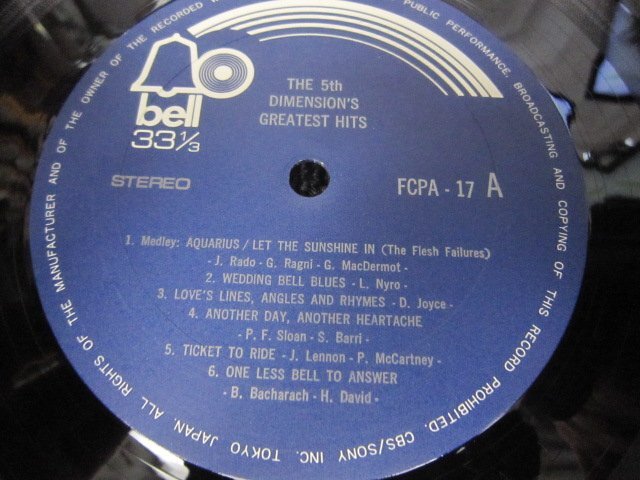 bell
33 1/3
THE 5th
DIMENSION'S
GREATEST HITS
STEREO
FCPA - 17 A
1. Medley: AQUARIUS / LET THE SUNSHINE IN (The Flesh Failures)
- J. Rado - G. Ragni - G. MacDermot -
2. WEDDING BELL BLUES - L. Nyro -
3. LOVE'S LINES, ANGLES AND RHYMES - D. Joyce -
4. ANOTHER DAY, ANOTHER HEARTACHE
- P. F. Sloan - S. Barri -
5. TICKET TO RIDE - J. Lennon - P. McCartney -
6. ONE LESS BELL TO ANSWER
- B. Bacharach - H. David -
ALL RIGHTS OF THE MANUFACTURER AND OF THE OWNER OF THE RECORDED PUBLIC PERFORMANCE, BROADCASTING AND COPYING OF THIS RECORD PROHIBITED. CBS/SONY INC. TOKYO JAPAN.